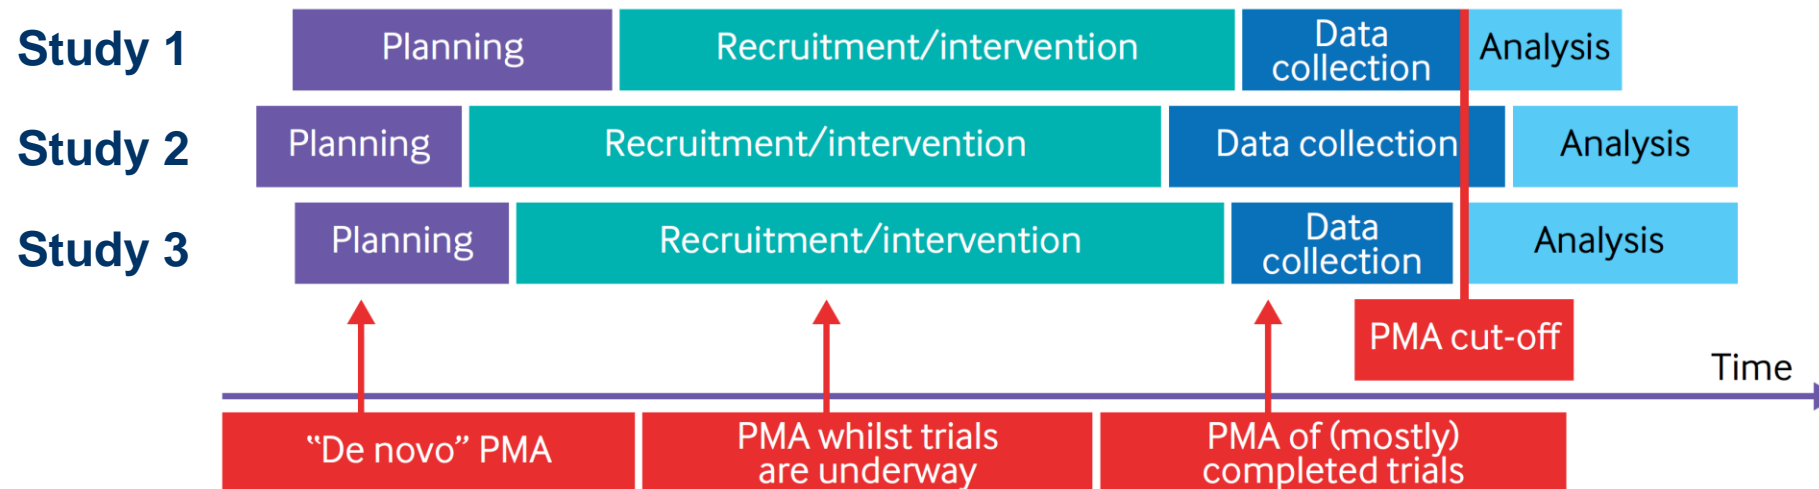 Study 1
Planning
Recruitment/intervention
Data
collection
Analysis
Study 2
Planning
Recruitment/intervention
Data collection
Analysis
Study 3
Planning
Recruitment/intervention
Data
collection
Analysis
PMA cut-off
Time
“De novo” PMA
PMA whilst trials
are underway
PMA of (mostly)
completed trials